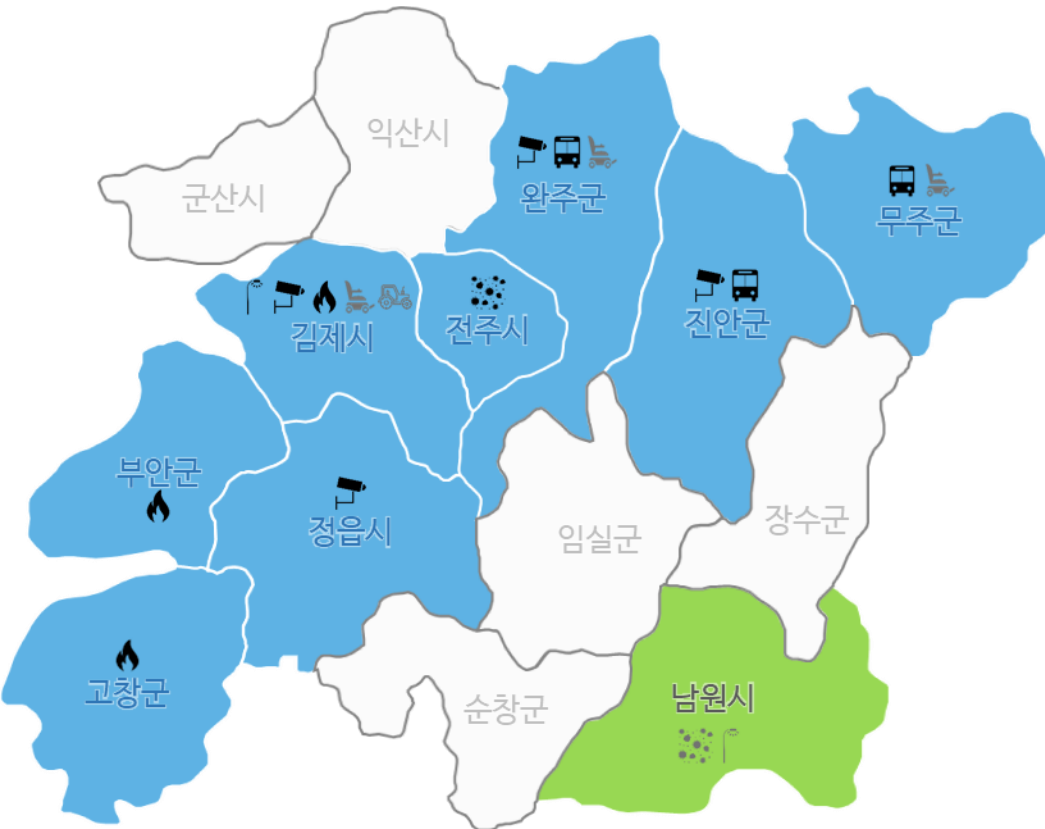 익산시
군산시
완주군
무주군
김제시
전주시
진안군
부안군
정읍시
임실군
장수군
고창군
순창군
남원시